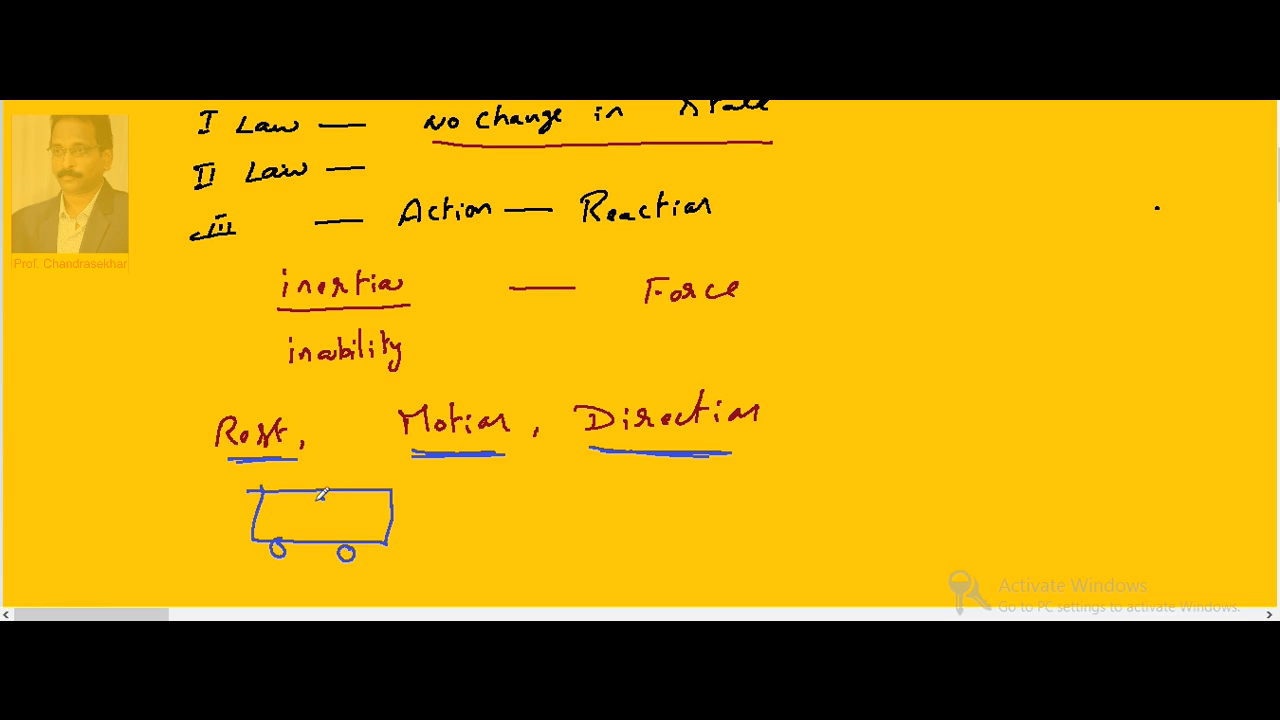 I Law — No change in state
II Law —
III — Action — Reaction
Prof. Chandrasekhar
inertia — Force
inability
Rest, Motion, Direction
Activate Windows
Go to PC settings to activate Windows.